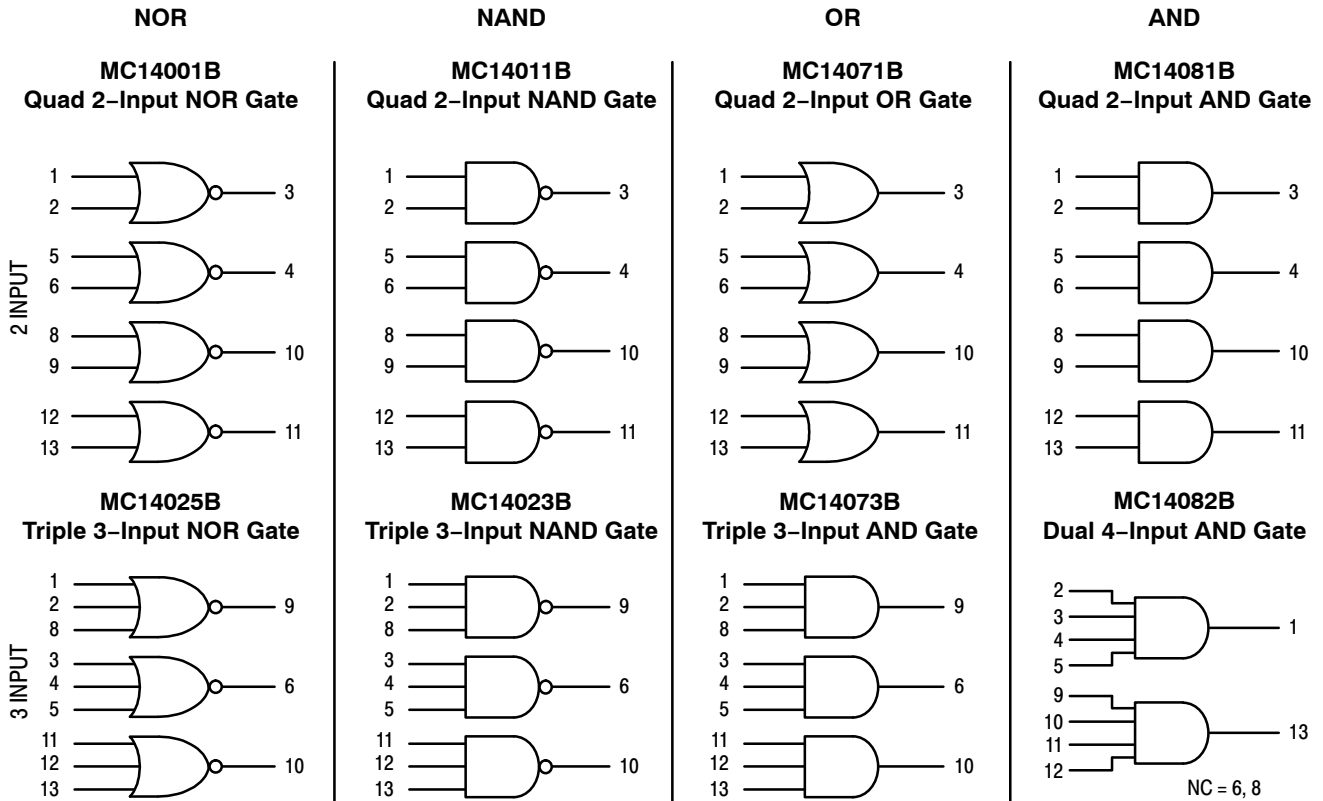 NOR NAND OR AND
MC14001B MC14011B MC14071B MC14081B
Quad 2−Input NOR Gate Quad 2−Input NAND Gate Quad 2−Input OR Gate Quad 2−Input AND Gate
2 INPUT
1 1 1 1
3 3 3 3
2 2 2 2
5 5 5 5
4 4 4 4
6 6 6 6
8 8 8 8
10 10 10 10
9 9 9 9
12 12 12 12
11 11 11 11
13 13 13 13
MC14025B MC14023B MC14073B MC14082B
Triple 3−Input NOR Gate Triple 3−Input NAND Gate Triple 3−Input AND Gate Dual 4−Input AND Gate
3 INPUT
1 1 1 2
2 9 2 9 2 9 3 1
8 8 8 4
5
3 3 3 9
4 6 4 6 4 6 10 13
5 5 5 11
12
11 11 11
12 10 12 10 12 10
13 13 13
NC = 6, 8